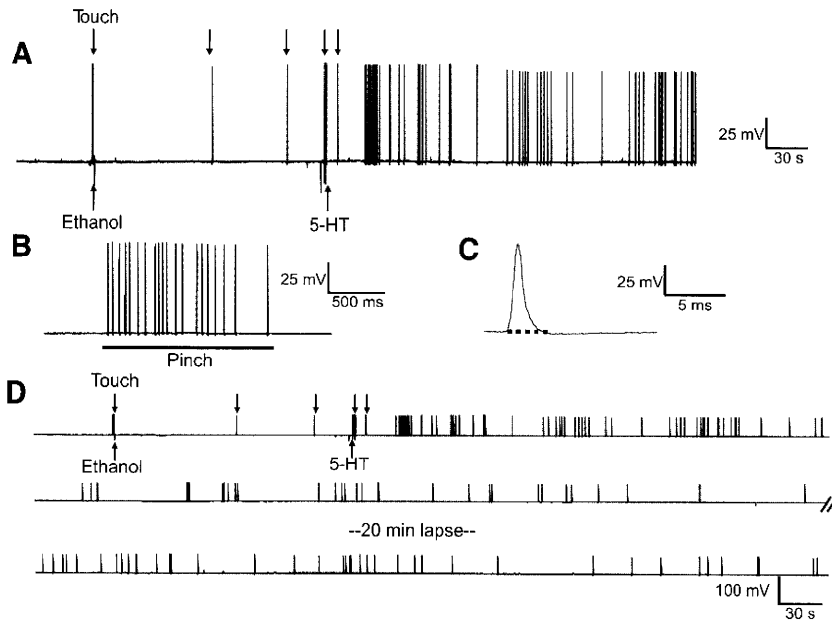 Touch
A
25 mV
30 s
Ethanol
5-HT
B
25 mV
500 ms
Pinch
C
25 mV
5 ms
D
Touch
Ethanol
5-HT
--20 min lapse--
100 mV
30 s